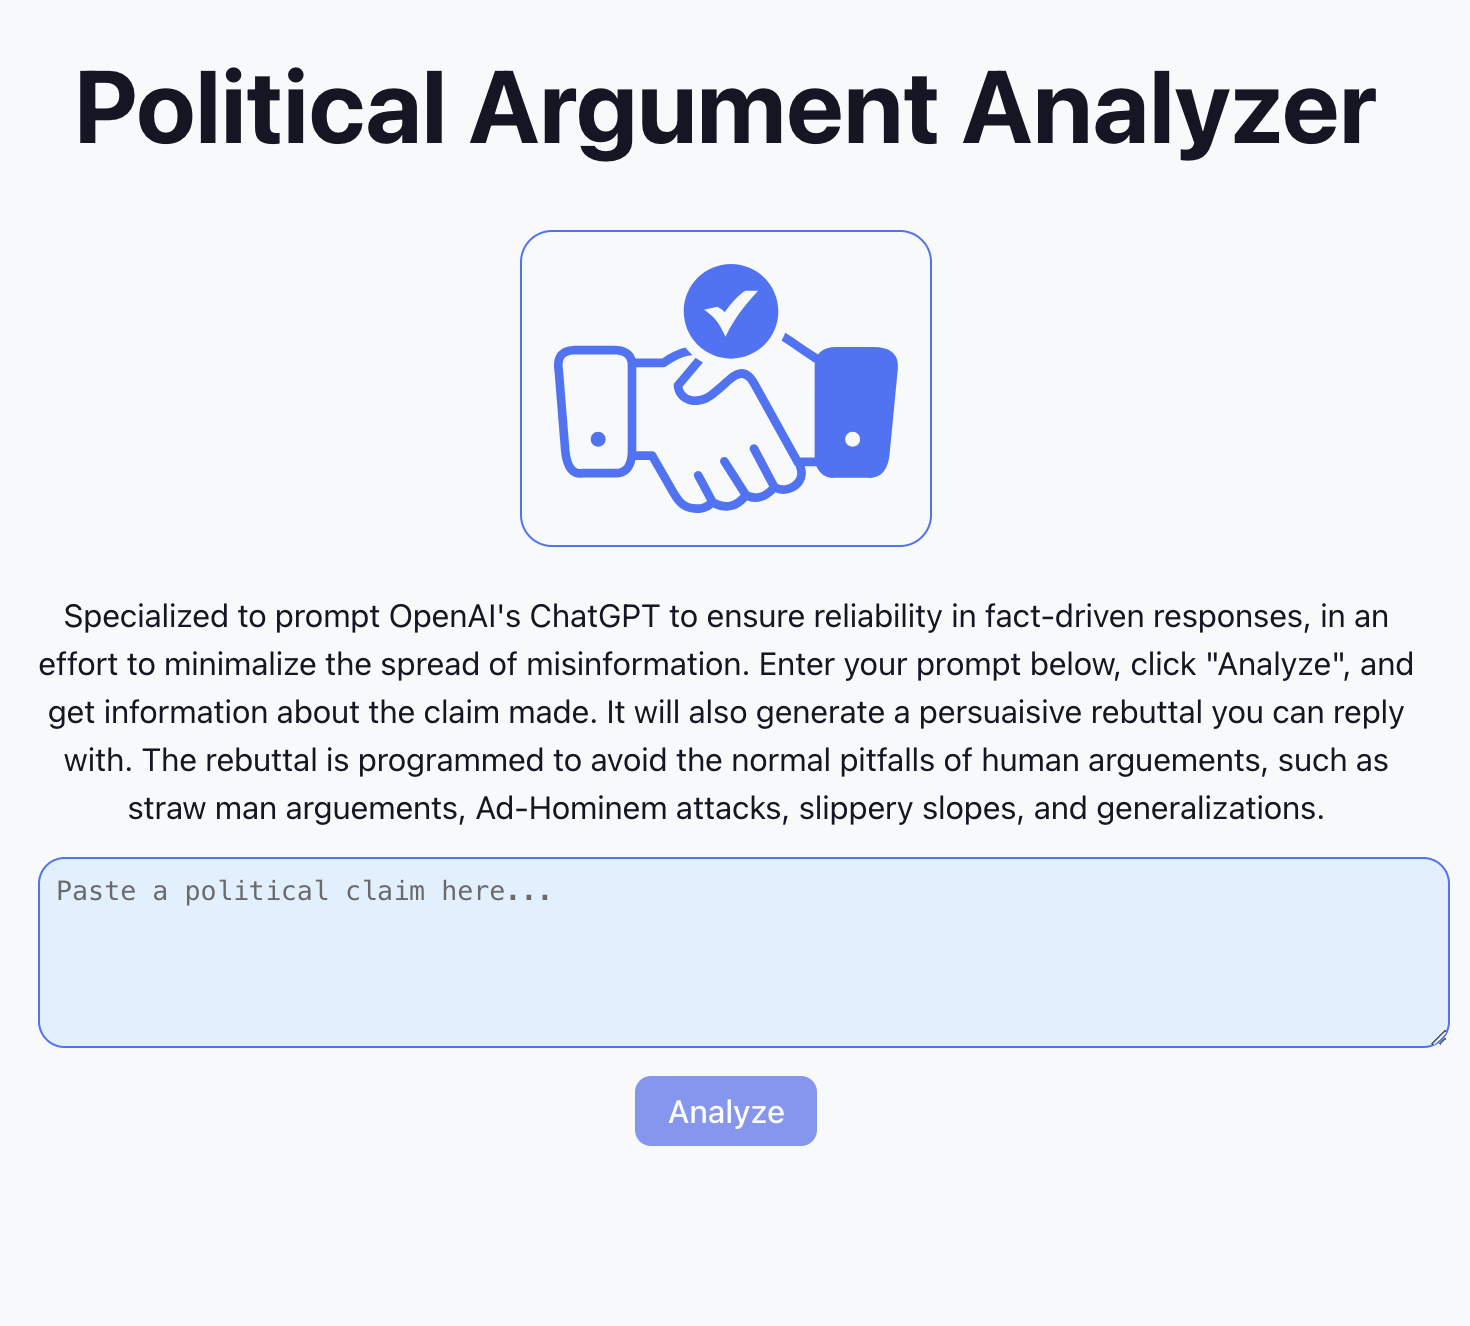 Political Argument Analyzer
Specialized to prompt OpenAI's ChatGPT to ensure reliability in fact-driven responses, in an
effort to minimalize the spread of misinformation. Enter your prompt below, click "Analyze", and
get information about the claim made. It will also generate a persuaisive rebuttal you can reply
with. The rebuttal is programmed to avoid the normal pitfalls of human arguements, such as
straw man arguements, Ad-Hominem attacks, slippery slopes, and generalizations.
Paste a political claim here...
Analyze